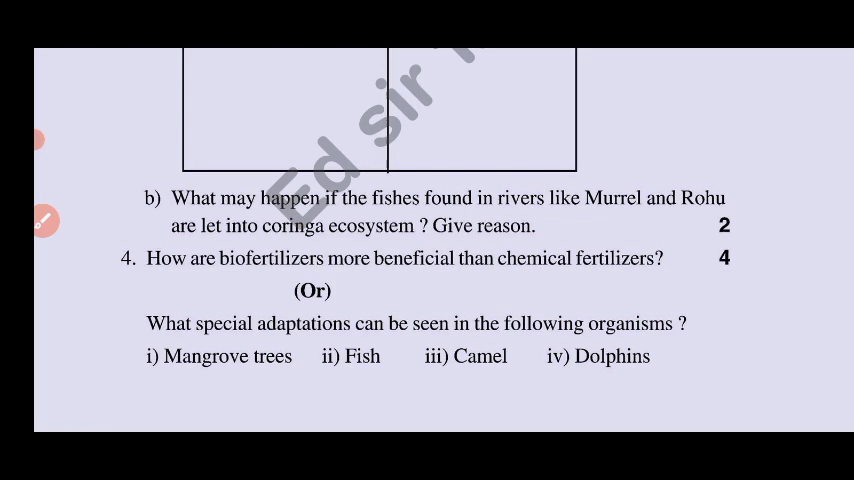 Ed sir
b) What may happen if the fishes found in rivers like Murrel and Rohu
are let into coringa ecosystem ? Give reason. 2
4. How are biofertilizers more beneficial than chemical fertilizers? 4
(Or)
What special adaptations can be seen in the following organisms ?
i) Mangrove trees ii) Fish iii) Camel iv) Dolphins